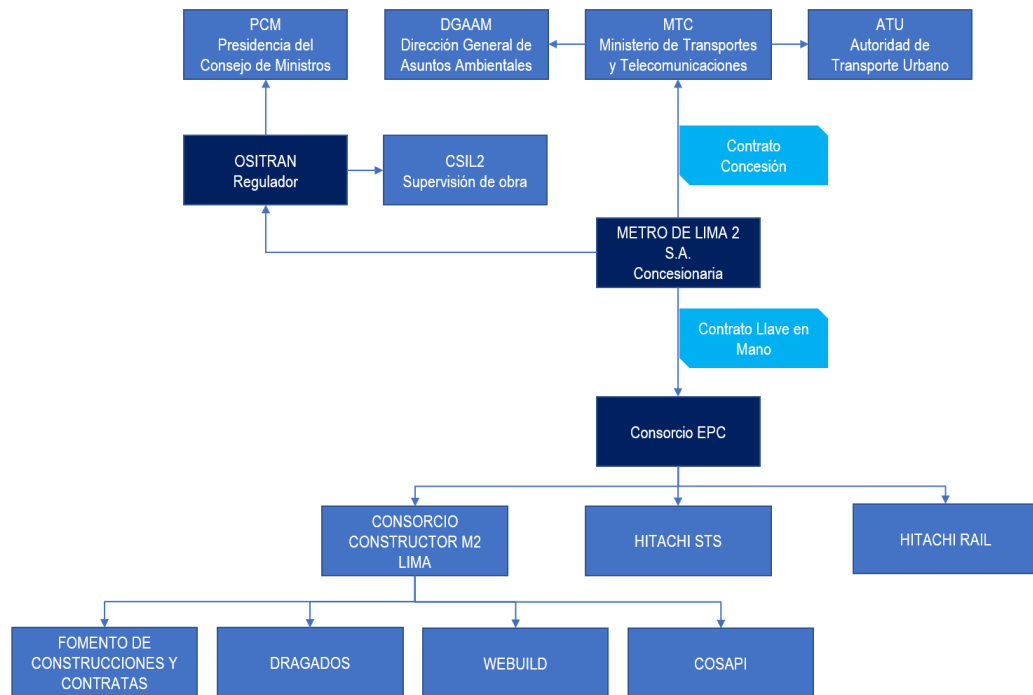 PCM
Presidencia del
Consejo de Ministros
DGAAM
Dirección General de
Asuntos Ambientales
MTC
Ministerio de Transportes
y Telecomunicaciones
ATU
Autoridad de
Transporte Urbano
Contrato
Concesión
OSITRAN
Regulador
CSIL2
Supervisión de obra
METRO DE LIMA 2
S.A.
Concesionaria
Contrato Llave en
Mano
Consorcio EPC
CONSORCIO
CONSTRUCTOR M2
LIMA
HITACHI STS
HITACHI RAIL
FOMENTO DE
CONSTRUCCIONES Y
CONTRATAS
DRAGADOS
WEBUILD
COSAPI